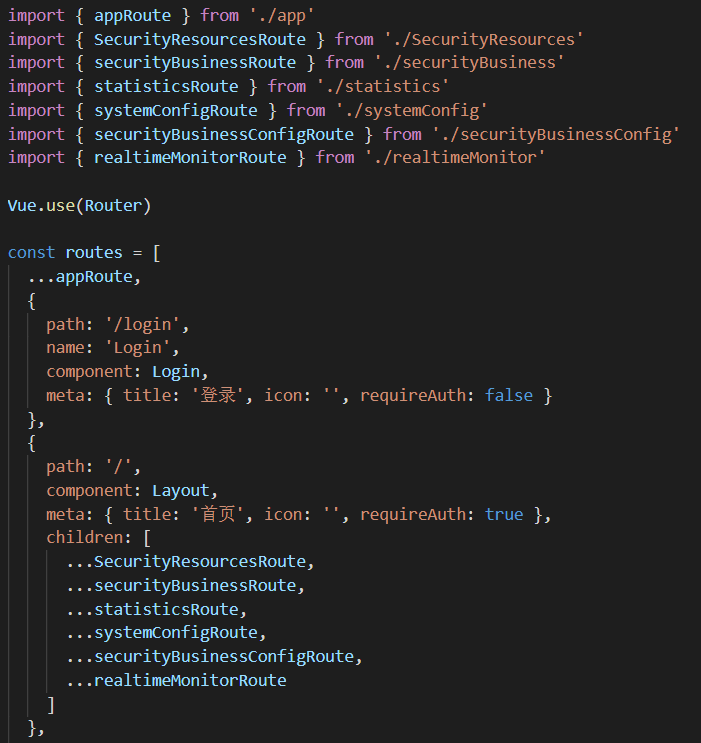 import { appRoute } from './app'
import { SecurityResourcesRoute } from './SecurityResources'
import { securityBusinessRoute } from './securityBusiness'
import { statisticsRoute } from './statistics'
import { systemConfigRoute } from './systemConfig'
import { securityBusinessConfigRoute } from './securityBusinessConfig'
import { realtimeMonitorRoute } from './realtimeMonitor'

Vue.use(Router)

const routes = [
  ...appRoute,
  {
    path: '/login',
    name: 'Login',
    component: Login,
    meta: { title: '登录', icon: '', requireAuth: false }
  },
  {
    path: '/',
    component: Layout,
    meta: { title: '首页', icon: '', requireAuth: true },
    children: [
      ...SecurityResourcesRoute,
      ...securityBusinessRoute,
      ...statisticsRoute,
      ...systemConfigRoute,
      ...securityBusinessConfigRoute,
      ...realtimeMonitorRoute
    ]
  },